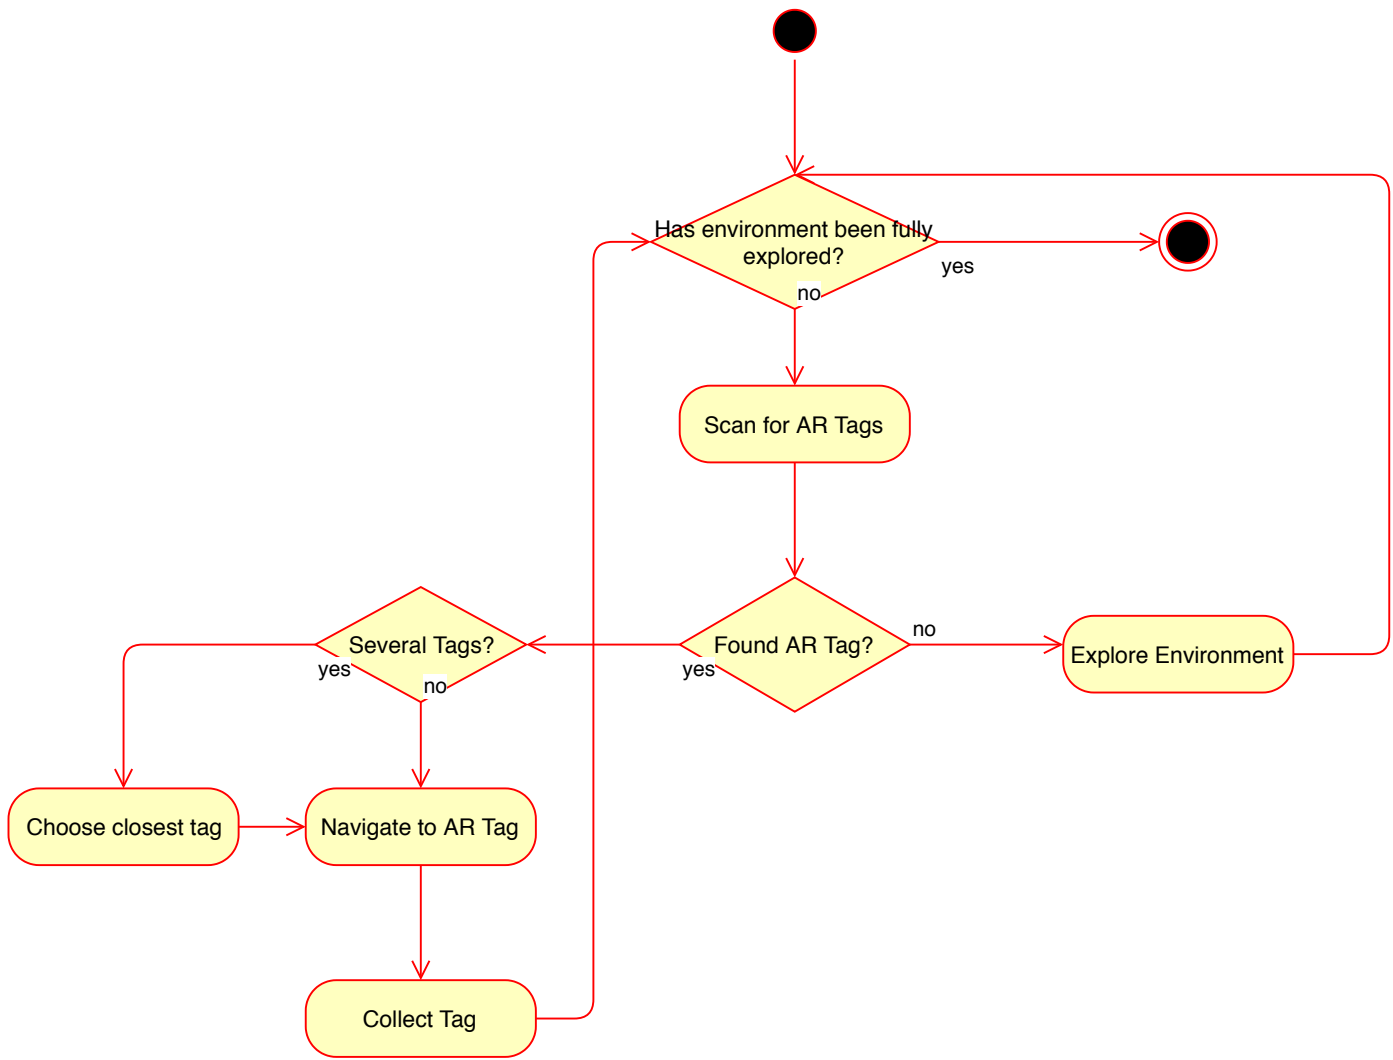 Has environment been fully
explored?
yes
no
Scan for AR Tags
Several Tags?
yes
no
Found AR Tag?
yes
no
Explore Environment
Choose closest tag
Navigate to AR Tag
Collect Tag